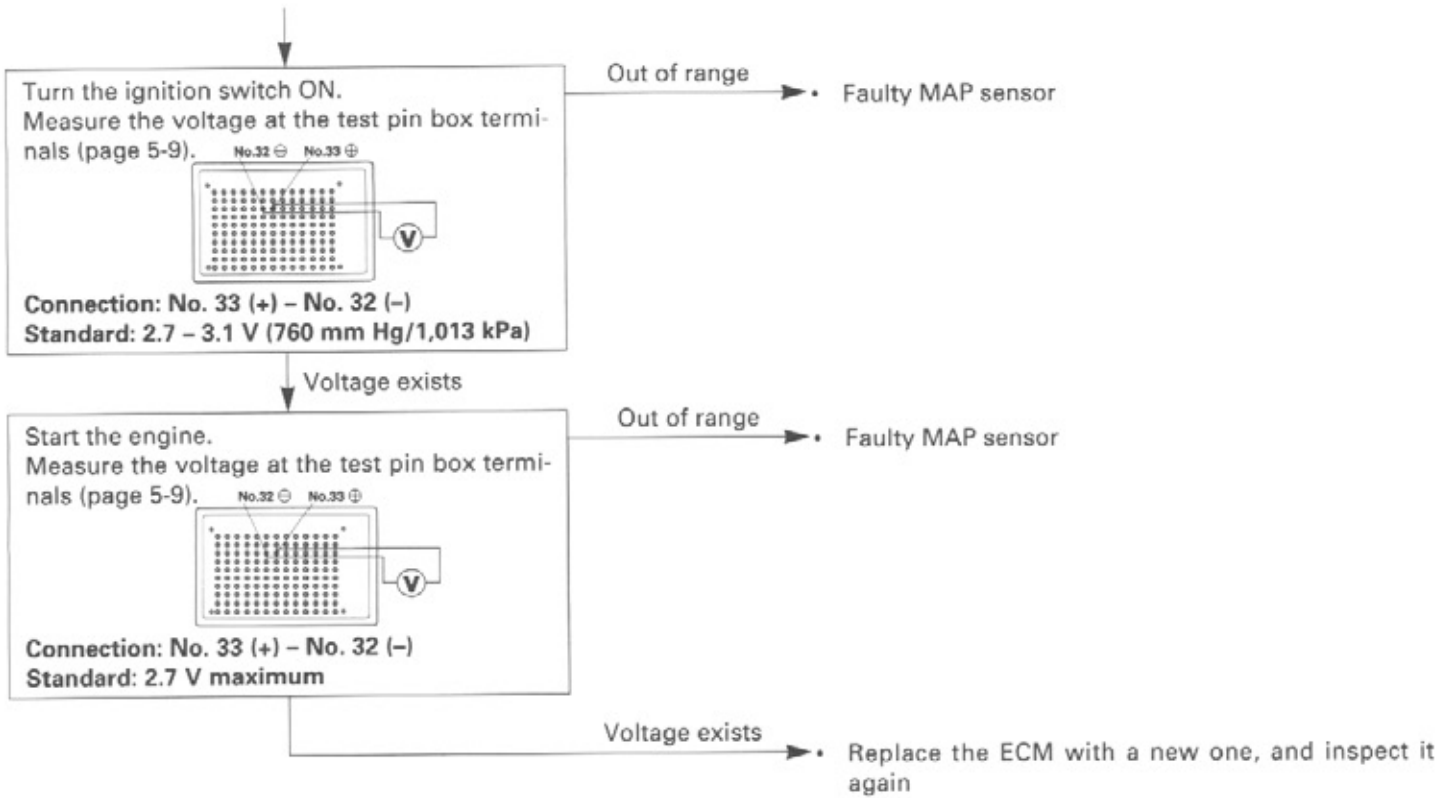 Turn the ignition switch ON.
Measure the voltage at the test pin box termi-
nals (page 5-9).
No.32 ⊖ No.33 ⊕
V
Connection: No. 33 (+) – No. 32 (–)
Standard: 2.7 – 3.1 V (760 mm Hg/1,013 kPa)
Out of range
• Faulty MAP sensor
Voltage exists
Start the engine.
Measure the voltage at the test pin box termi-
nals (page 5-9).
No.32 ⊖ No.33 ⊕
V
Connection: No. 33 (+) – No. 32 (–)
Standard: 2.7 V maximum
Out of range
• Faulty MAP sensor
Voltage exists
• Replace the ECM with a new one, and inspect it
again